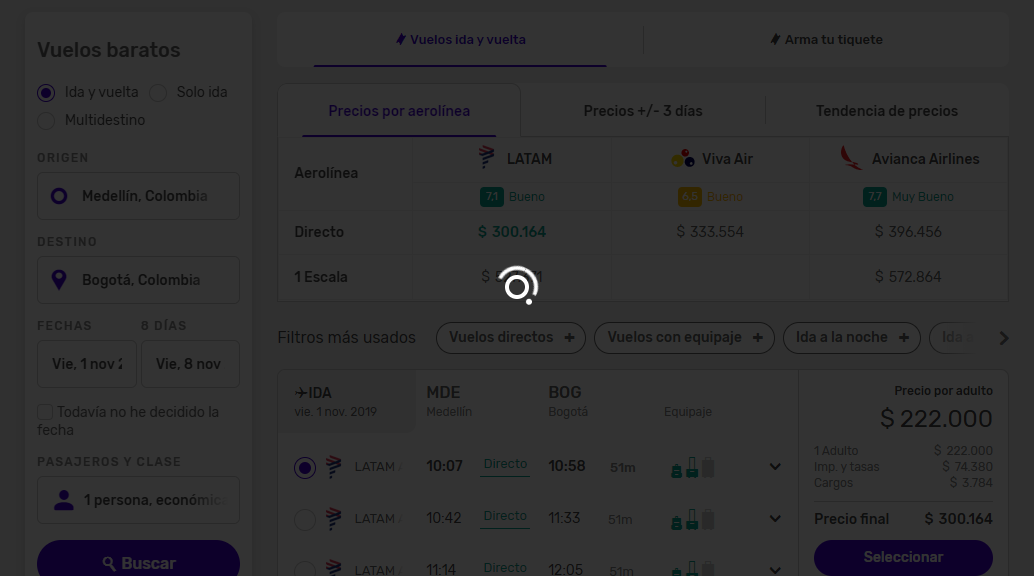 Vuelos baratos
Ida y vuelta
Solo ida
Multidestino
ORIGEN
Medellín, Colombia
DESTINO
Bogotá, Colombia
FECHAS
8 DÍAS
Vie, 1 nov
Vie, 8 nov
Todavía no he decidido la
fecha
PASAJEROS Y CLASE
1 persona, económica
Buscar
Vuelos ida y vuelta
Arma tu tiquete
Precios por aerolínea
Precios +/- 3 días
Tendencia de precios
Aerolínea
LATAM
Viva Air
Avianca Airlines
7,1 Bueno
6,5 Bueno
7,7 Muy Bueno
Directo
$ 300.164
$ 333.554
$ 396.456
1 Escala
$
$ 572.864
Filtros más usados
Vuelos directos +
Vuelos con equipaje +
Ida a la noche +
Ida
IDA
vie. 1 nov. 2019
MDE
Medellín
BOG
Bogotá
Equipaje
LATAM
10:07
Directo
10:58
51m
LATAM
10:42
Directo
11:33
51m
LATAM
11:14
Directo
12:05
51m
Precio por adulto
$ 222.000
1 Adulto $ 222.000
Imp. y tasas $ 74.380
Cargos $ 3.784
Precio final $ 300.164
Seleccionar